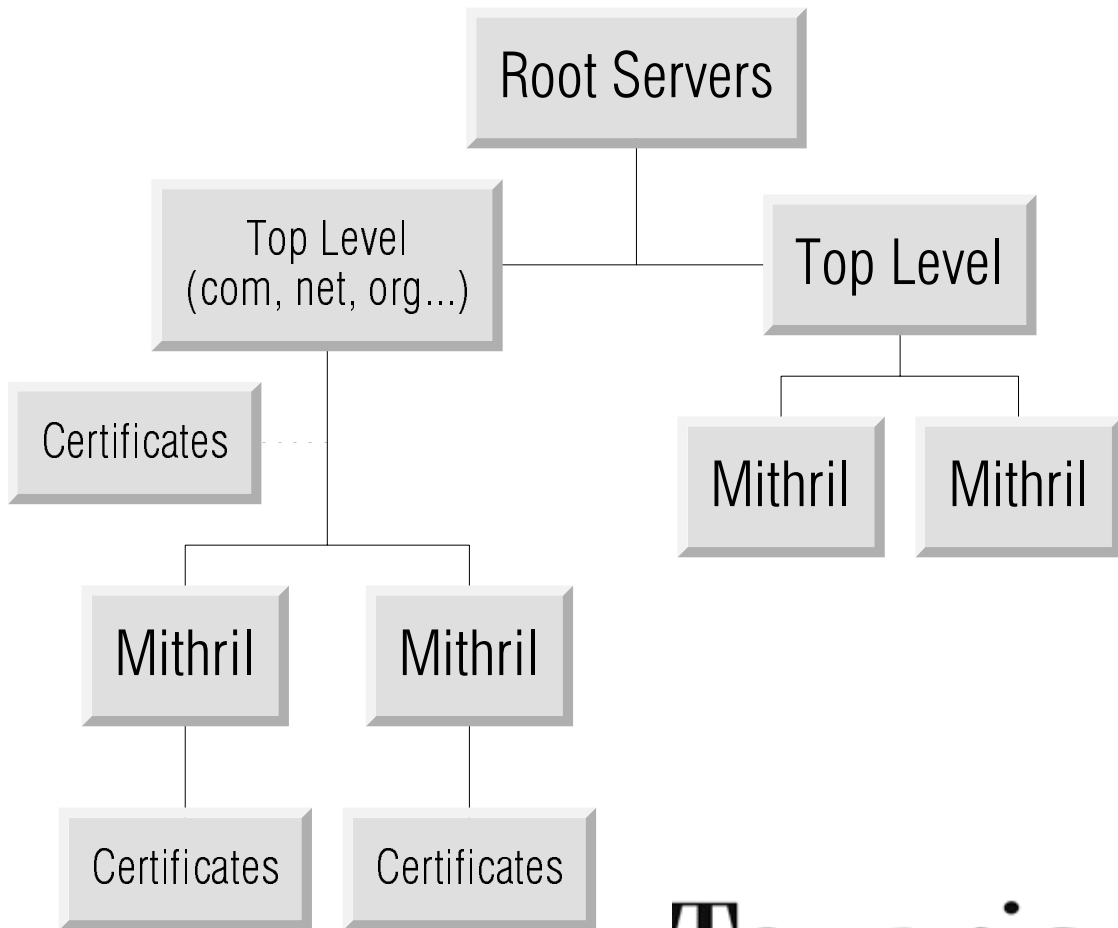 Root Servers
Top Level
(com, net, org...)
Top Level
Certificates
Mithril
Mithril
Mithril
Mithril
Certificates
Certificates